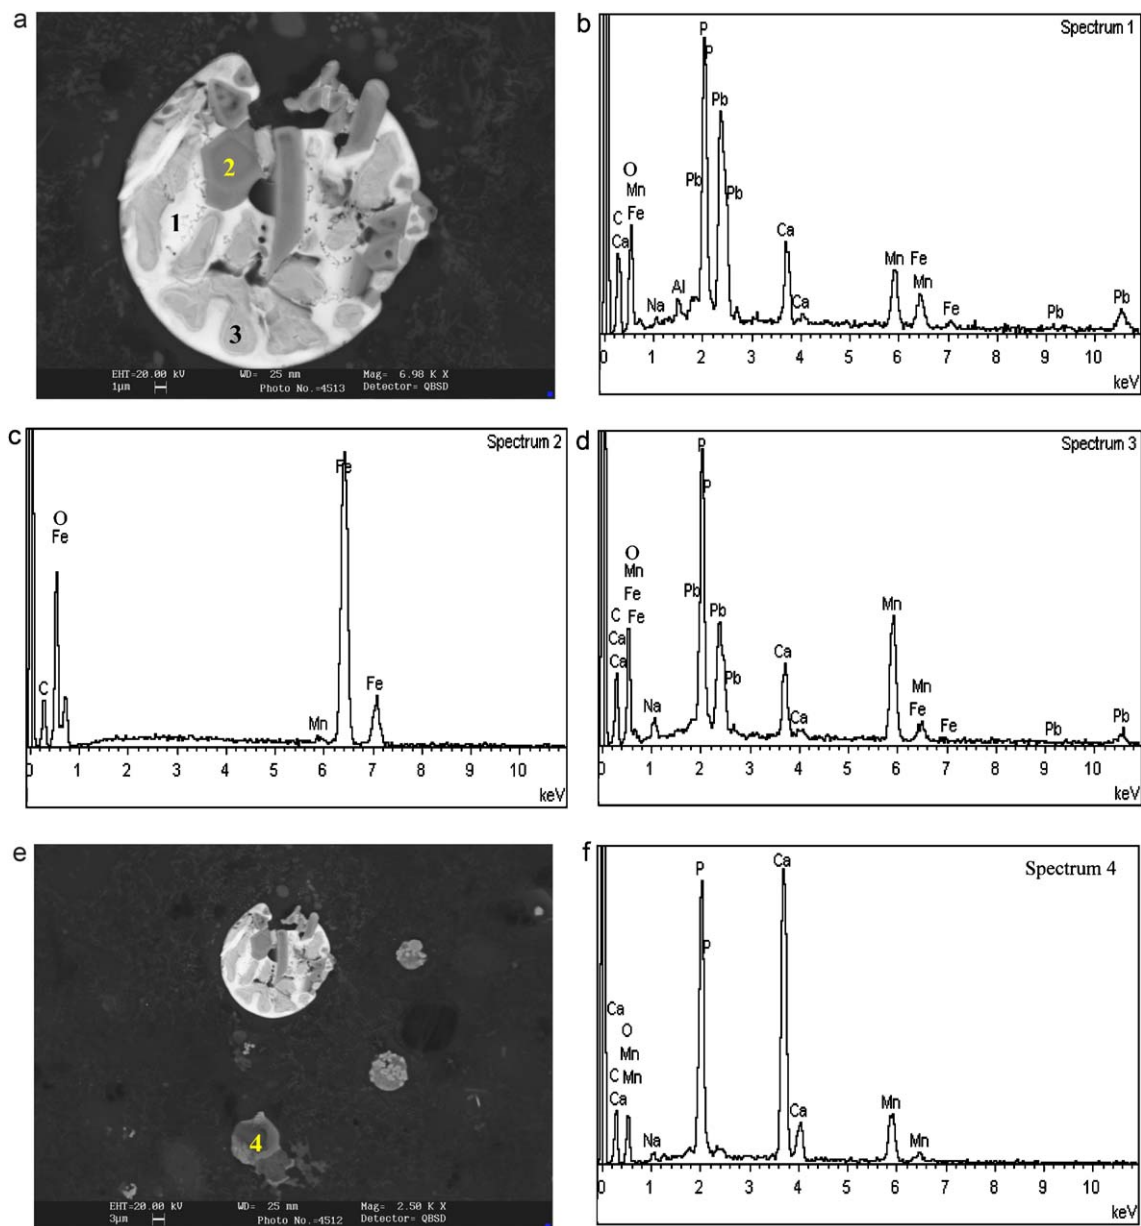 a
2
1
3
EHT=20.00 kV WD= 25 mm Mag= 6.98 K X
1µm Photo No.=4513 Detector= QBSD
b
Spectrum 1
P
P
Pb
Pb
Pb
O
Mn
Fe
C
Ca
Na
Al
Ca
Ca
Mn
Fe
Mn
Fe
Pb
Pb
0 1 2 3 4 5 6 7 8 9 10
keV
c
Spectrum 2
Fe
O
Fe
C
Mn
Fe
0 1 2 3 4 5 6 7 8 9 10
keV
d
Spectrum 3
P
P
O
Mn
Fe
Fe
C
Ca
Ca
Na
Pb
Pb
Pb
Ca
Ca
Mn
Mn
Fe
Fe
Pb
Pb
0 1 2 3 4 5 6 7 8 9 10
keV
e
4
EHT=20.00 kV WD= 25 mm Mag= 2.50 K X
3µm Photo No.=4512 Detector= QBSD
f
Spectrum 4
P
P
Ca
Ca
O
Mn
Mn
C
Ca
Na
Ca
Mn
Mn
0 1 2 3 4 5 6 7 8 9 10
keV